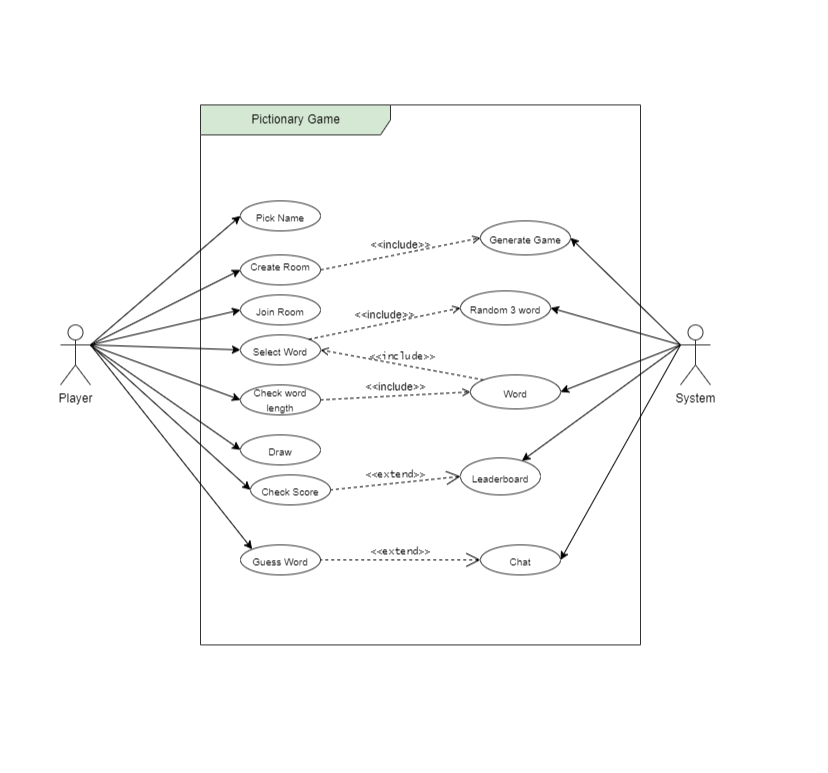 Pictionary Game
Pick Name
<<include>>
Generate Game
Create Room
Join Room
<<include>>
Random 3 word
Select Word
<<include>>
Check word
length
<<include>>
Word
Player
System
Draw
Check Score
<<extend>>
Leaderboard
Guess Word
<<extend>>
Chat